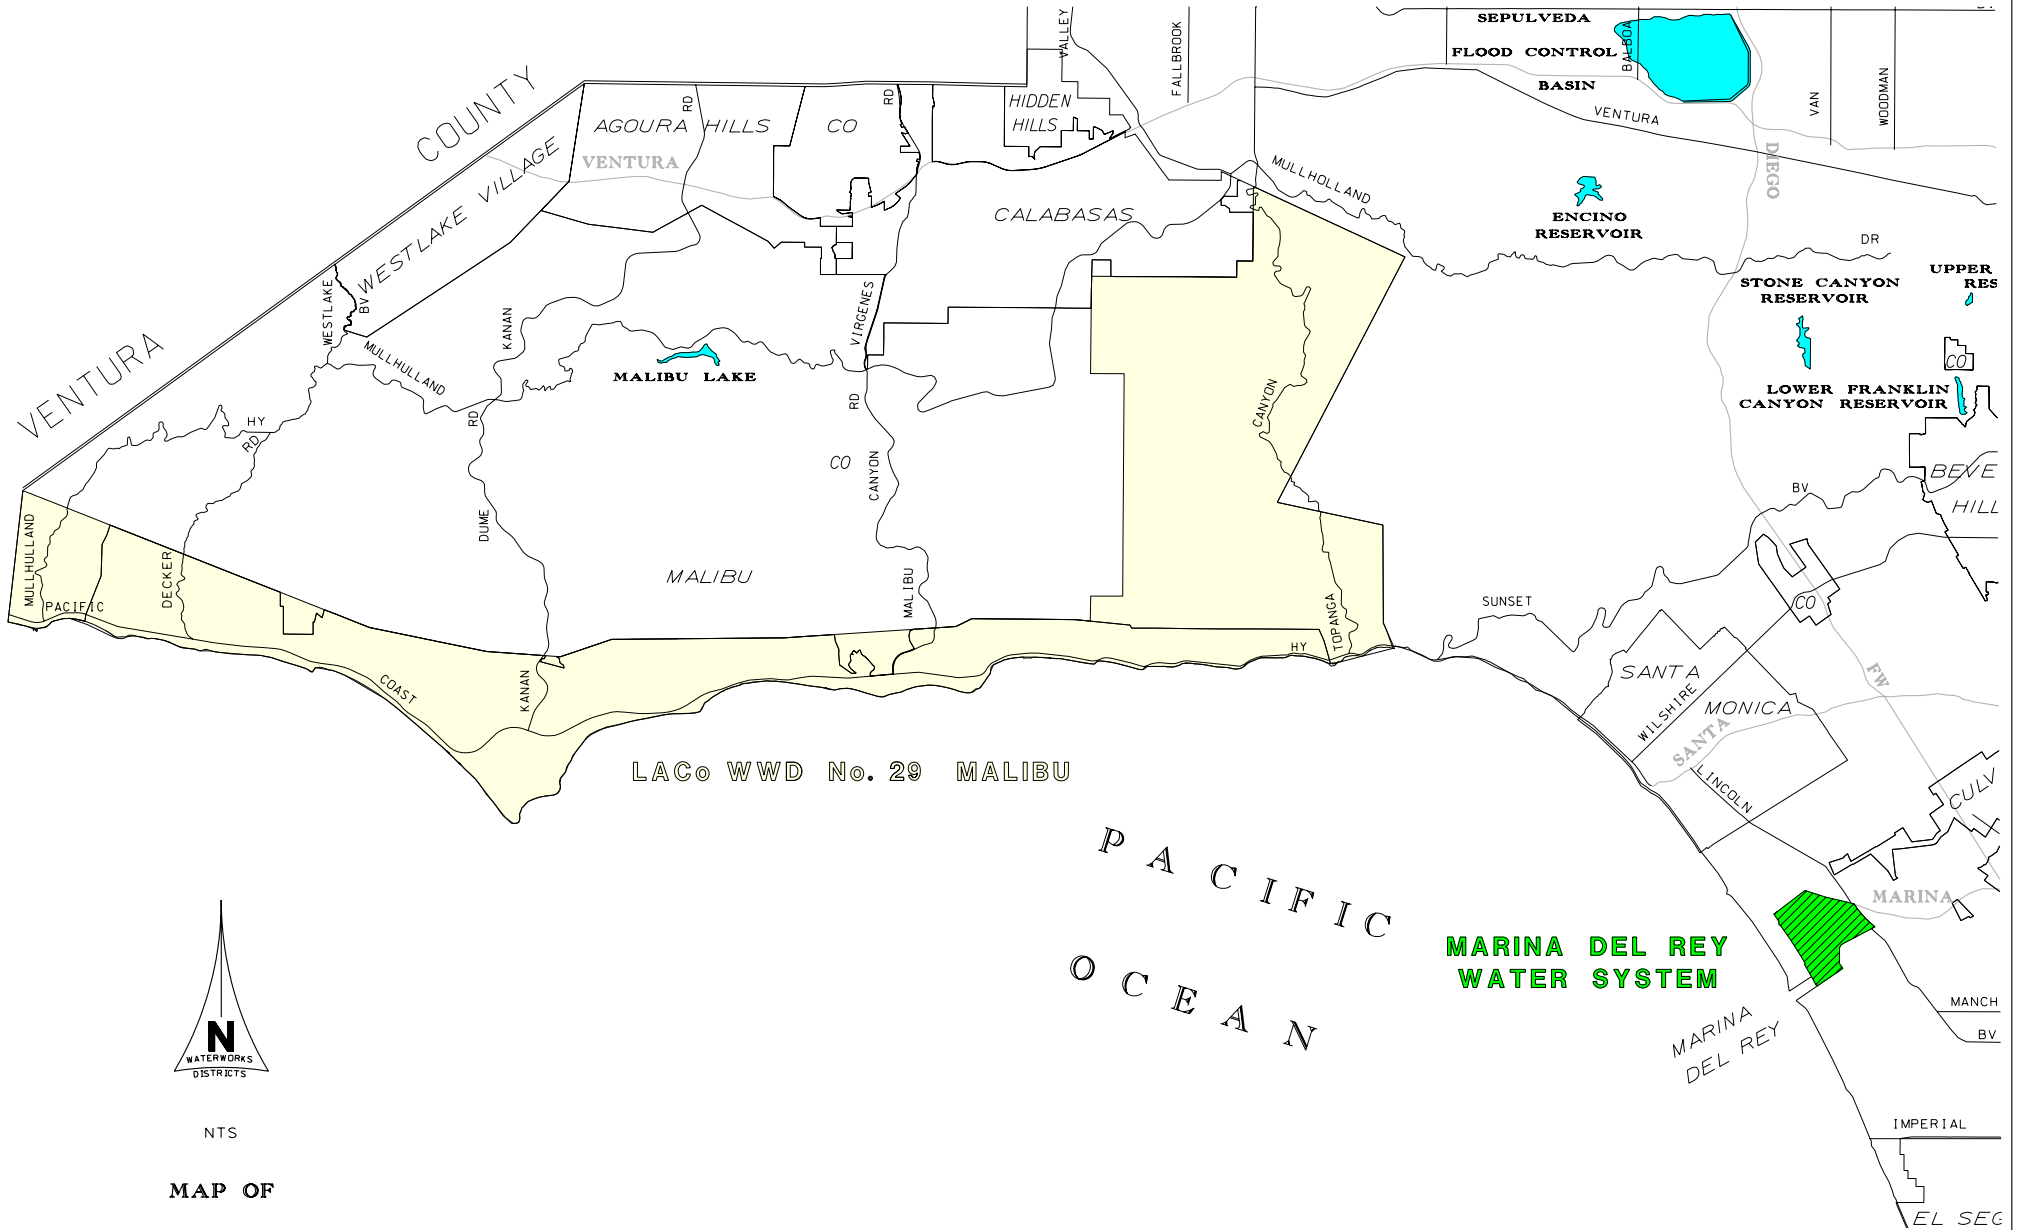 SEPULVEDA
FLOOD CONTROL
BASIN
BALBOA
VALLEY
FALLBROOK
VAN
WOODMAN
VENTURA
DIEGO
COUNTY
AGOURA HILLS
CO
HIDDEN
HILLS
RD
RD
VENTURA
WESTLAKE VILLAGE
CALABASAS
MULLHOLLAND
ENCINO
RESERVOIR
DR
STONE CANYON
RESERVOIR
UPPER
RES
WESTLAKE
BV
KANAN
VIRGENES
VENTURA
MULLHULLAND
MALIBU LAKE
CO
LOWER FRANKLIN
CANYON RESERVOIR
HY
RD
RD
RD
CANYON
CO
CANYON
BEVE
HILL
BV
MULLHULLAND
DECKER
DUME
MALIBU
MALIBU
PACIFIC
TOPANGA
HY
SUNSET
CO
SANTA
MONICA
WILSHIRE
SANTA
FW
LINCOLN
CULV
COAST
KANAN
LACo WWD No. 29 MALIBU
PACIFIC
OCEAN
MARINA
MARINA DEL REY
WATER SYSTEM
MARINA
DEL REY
MANCH
BV
IMPERIAL
EL SEG
N
WATERWORKS
DISTRICTS
NTS
MAP OF